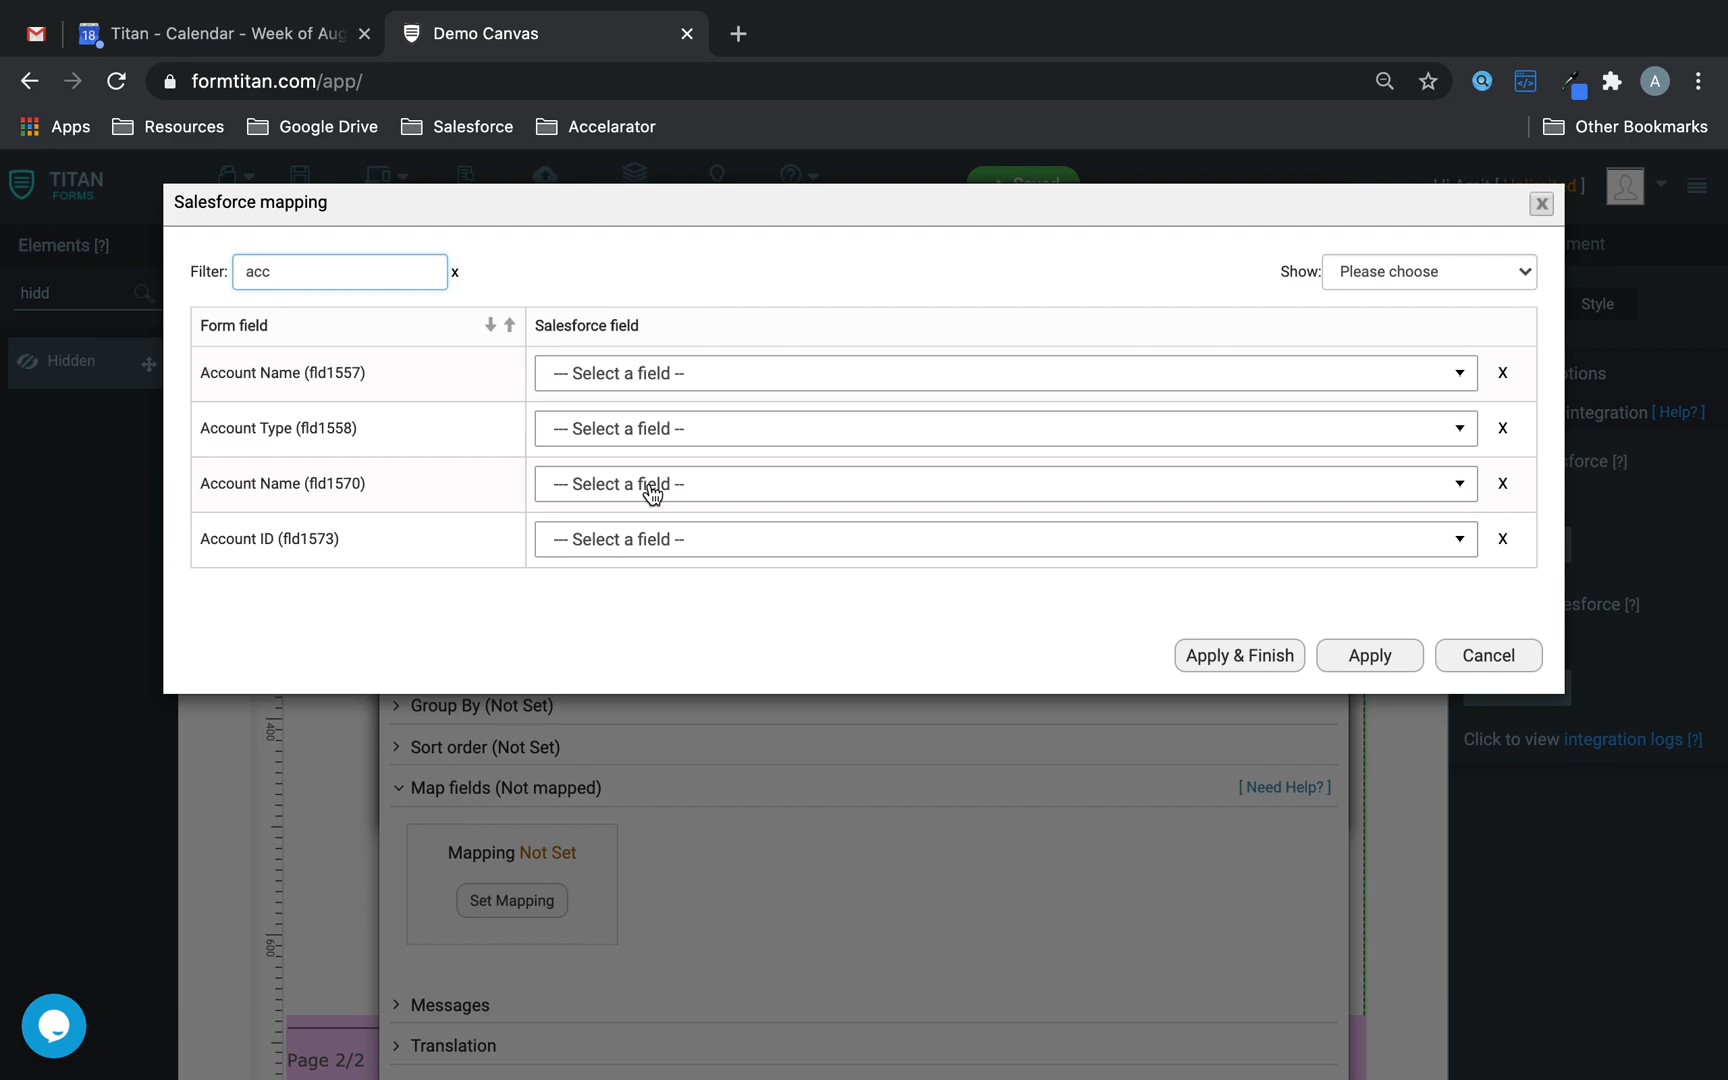 Titan - Calendar - Week of Aug
Demo Canvas
18
formtitan.com/app/
A
Apps
Resources
Google Drive
Salesforce
Accelarator
Other Bookmarks
TITAN
FORMS
Salesforce mapping
X
Elements [?]
hidd
Hidden
Filter: acc x
Show: Please choose
Form field
Salesforce field
Account Name (fld1557)
--- Select a field --
X
Account Type (fld1558)
--- Select a field --
X
Account Name (fld1570)
--- Select a field --
X
Account ID (fld1573)
--- Select a field --
X
Apply & Finish
Apply
Cancel
Style
integration [ Help? ]
Click to view integration logs [?]
> Group By (Not Set)
> Sort order (Not Set)
Map fields (Not mapped)
[ Need Help? ]
Mapping Not Set
Set Mapping
> Messages
> Translation
400
600
Page 2/2